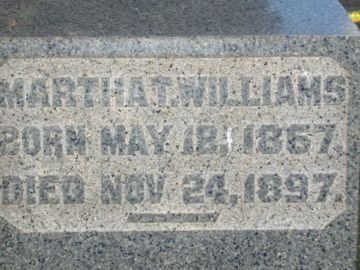 MARTHA T. WILLIAMS
BORN MAY 18, 1867.
DIED NOV 24, 1897.